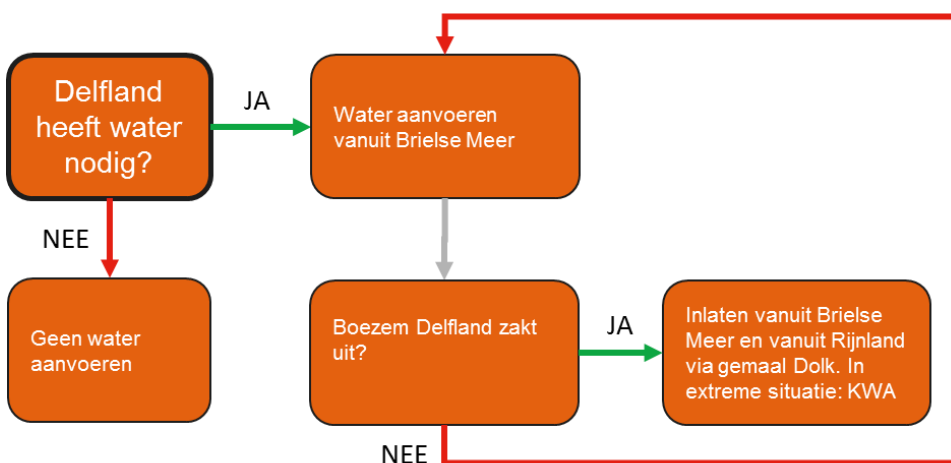 Delfland
heeft water
nodig?
JA
Water aanvoeren
vanuit Brielse Meer
NEE
Geen water
aanvoeren
Boezem Delfland zakt
uit?
JA
Inlaten vanuit Brielse
Meer en vanuit Rijnland
via gemaal Dolk. In
extreme situatie: KWA
NEE